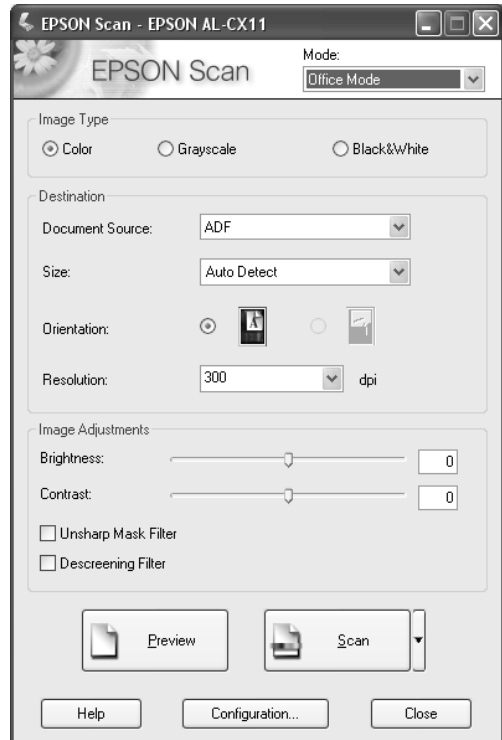 EPSON Scan - EPSON AL-CX11
EPSON Scan
Mode:
Office Mode
Image Type
Color Grayscale Black&White
Destination
Document Source: ADF
Size: Auto Detect
Orientation: A
Resolution: 300 dpi
Image Adjustments
Brightness: 0
Contrast: 0
Unsharp Mask Filter
Descreening Filter
Preview Scan
Help Configuration... Close